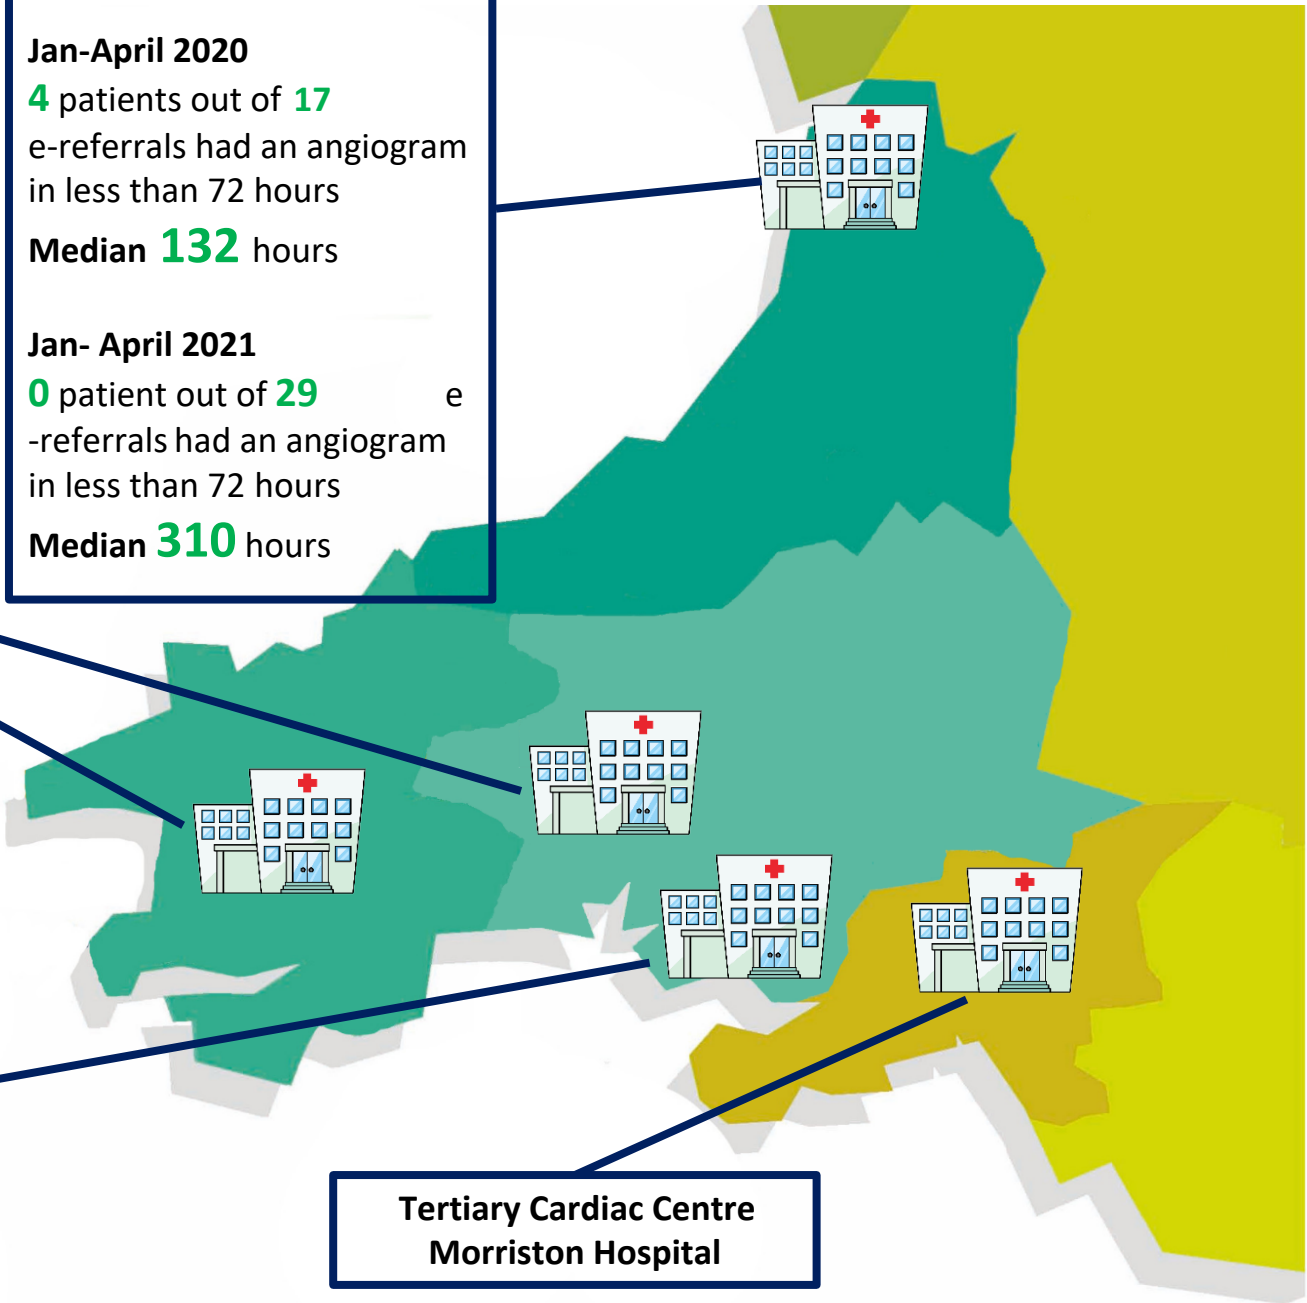 Jan-April 2020
4 patients out of 17
e-referrals had an angiogram
in less than 72 hours
Median 132 hours
Jan- April 2021
0 patient out of 29 e
-referrals had an angiogram
in less than 72 hours
Median 310 hours
Tertiary Cardiac Centre
Morriston Hospital